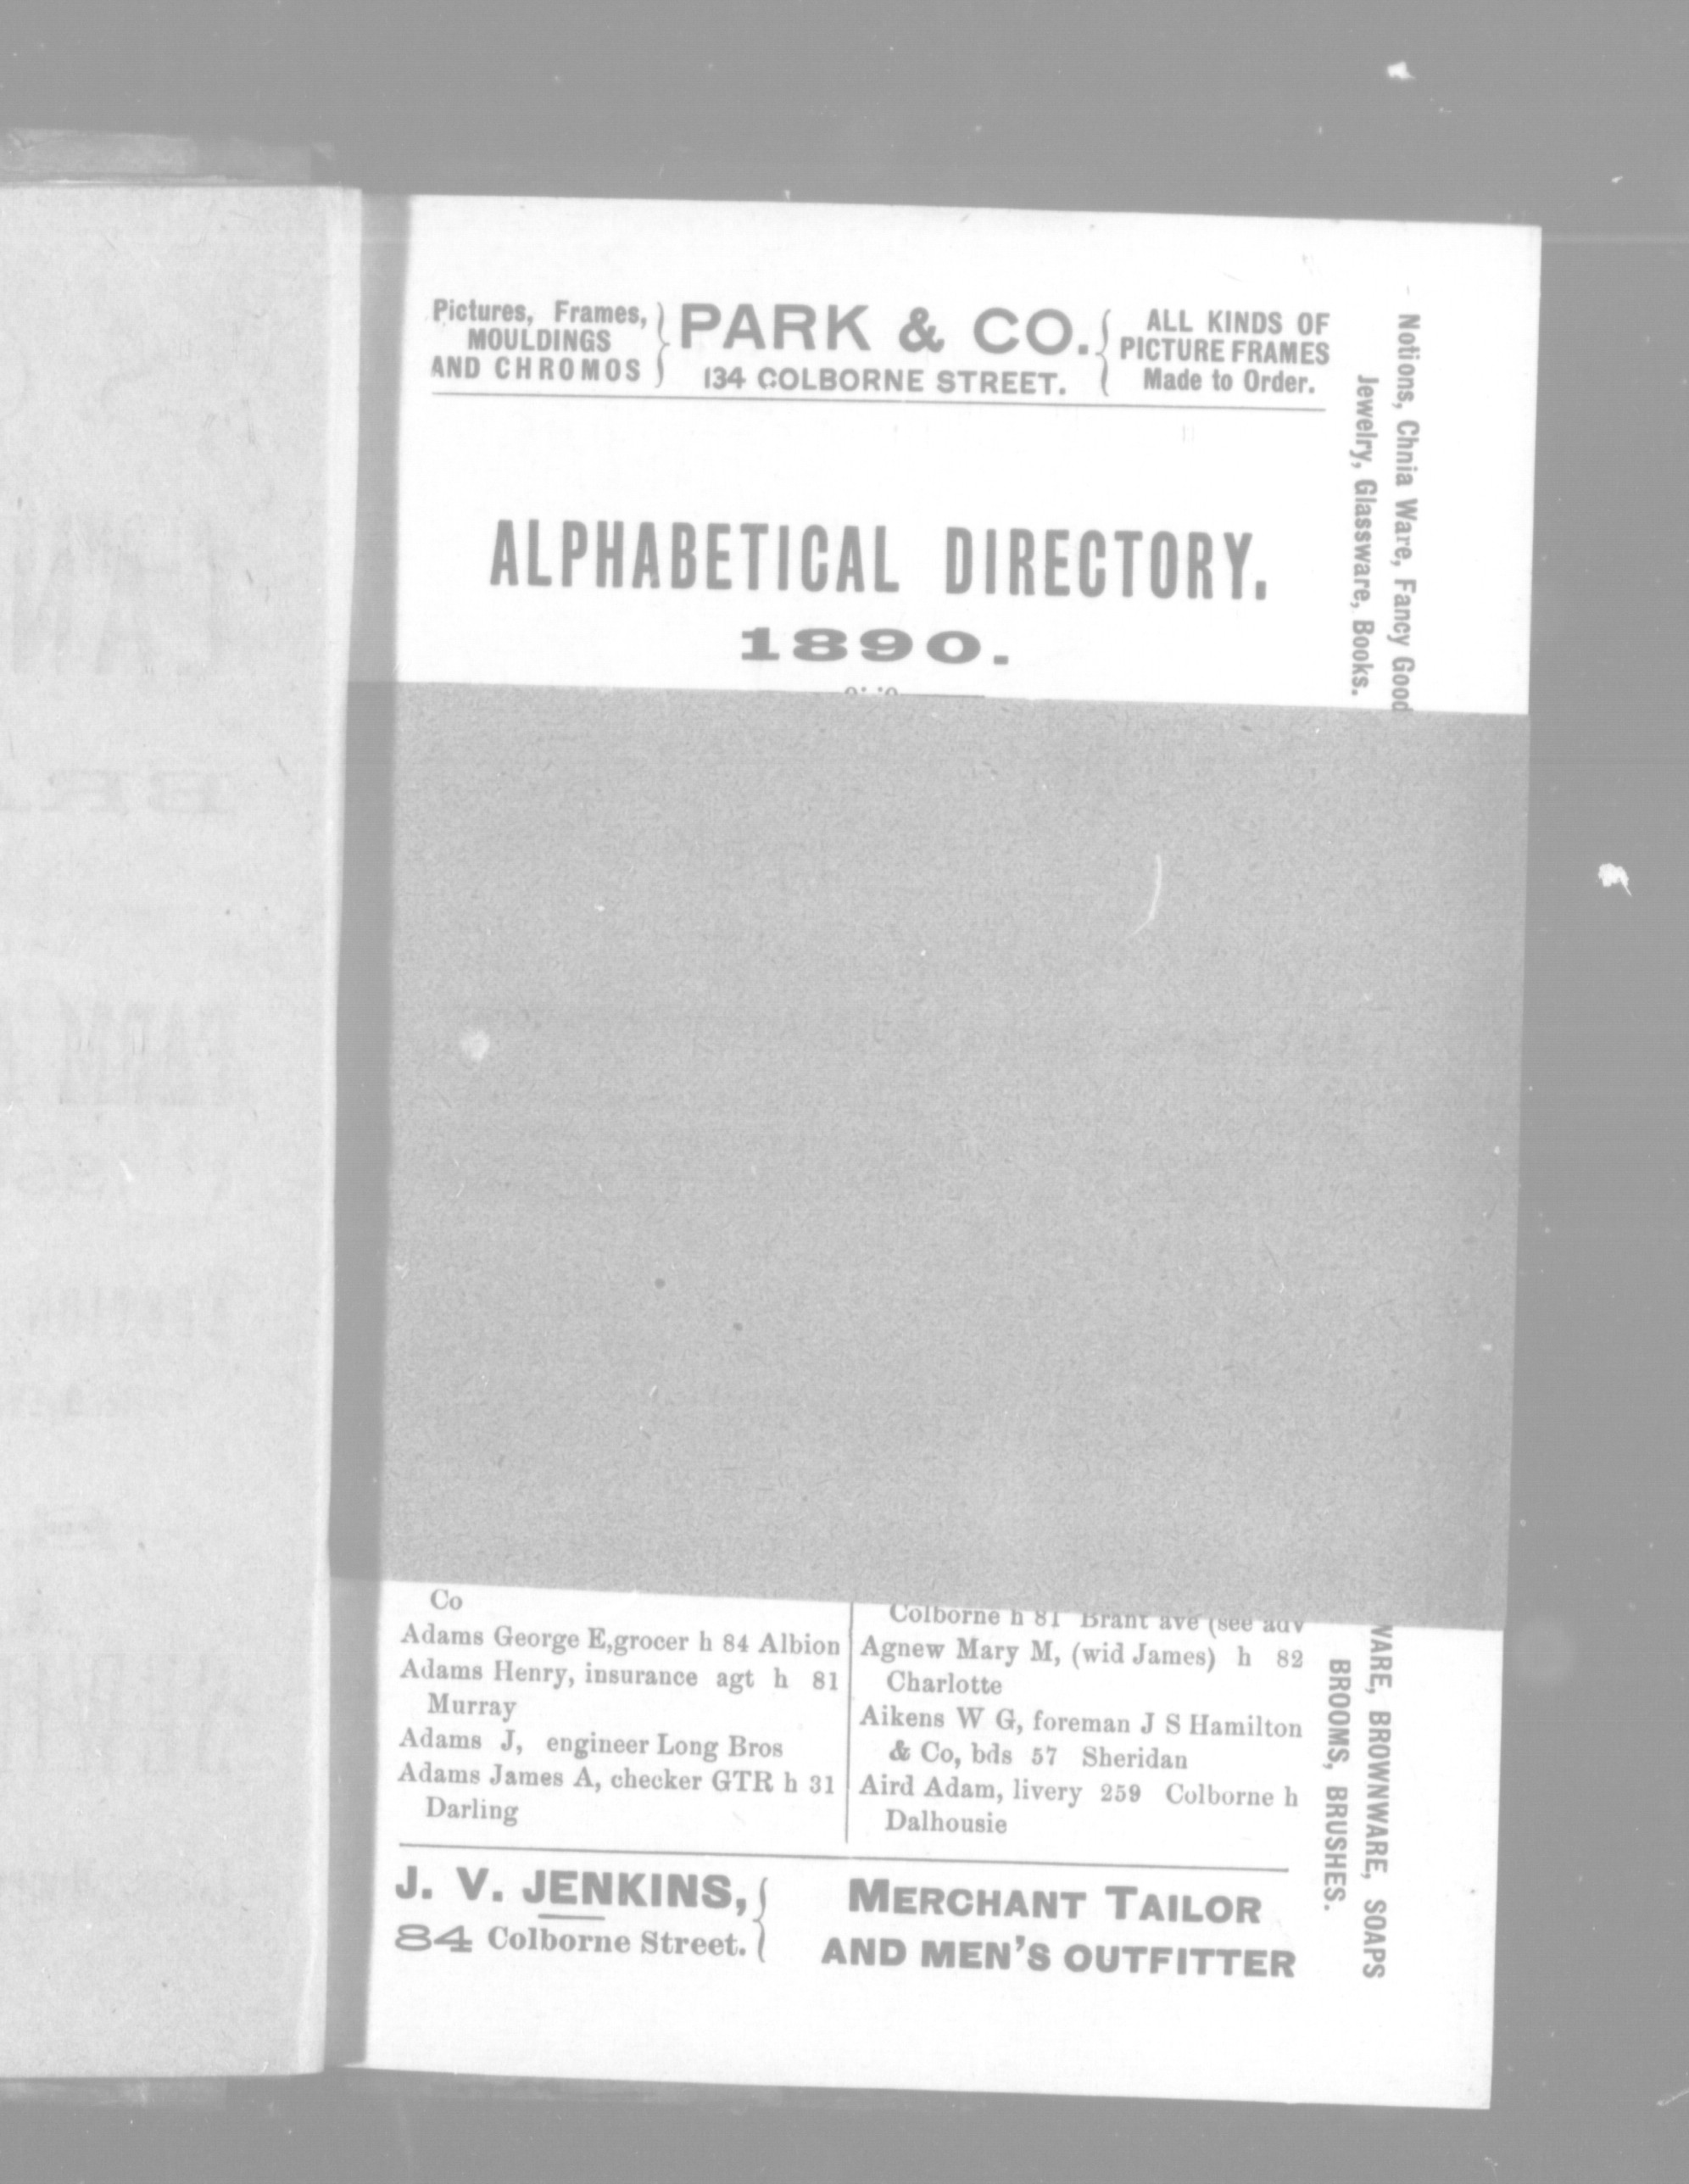 Pictures, Frames,
MOULDINGS
AND CHROMOS
PARK & CO.
134 COLBORNE STREET.
ALL KINDS OF
PICTURE FRAMES
Made to Order.
Notions, Chnia Ware, Fancy Good
Jewelry, Glassware, Books.
ALPHABETICAL DIRECTORY.
1890.
Co
Adams George E,grocer h 84 Albion
Adams Henry, insurance agt h 81
Murray
Adams J, engineer Long Bros
Adams James A, checker GTR h 31
Darling
Colborne h 81 Brant ave (see adv
Agnew Mary M, (wid James) h 82
Charlotte
Aikens W G, foreman J S Hamilton
& Co, bds 57 Sheridan
Aird Adam, livery 259 Colborne h
Dalhousie
WARE, BROWNWARE, SOAPS
BROOMS, BRUSHES.
J. V. JENKINS,
84 Colborne Street.
MERCHANT TAILOR
AND MEN'S OUTFITTER